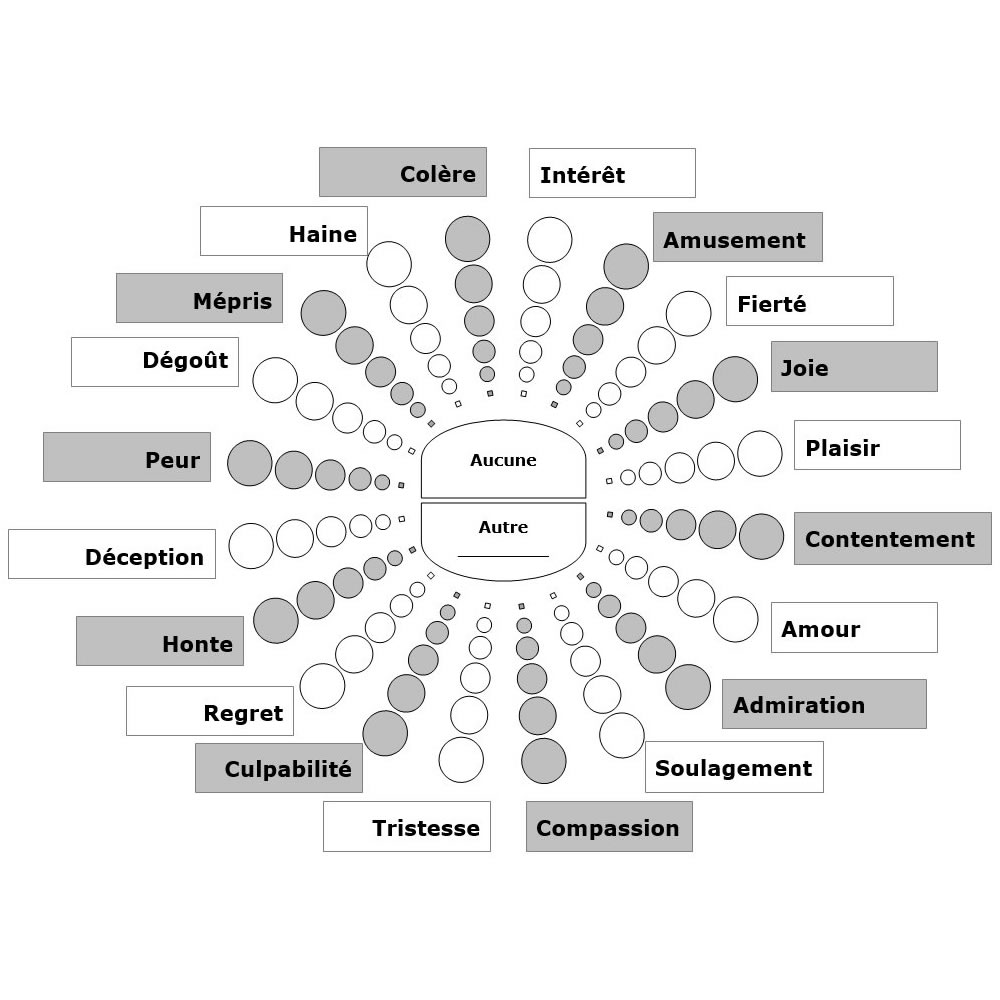 Colère
Intérêt
Haine
Amusement
Mépris
Fierté
Dégoût
Joie
Peur
Aucune
Plaisir
Autre
Déception
Contentement
Honte
Amour
Regret
Admiration
Culpabilité
Soulagement
Tristesse
Compassion